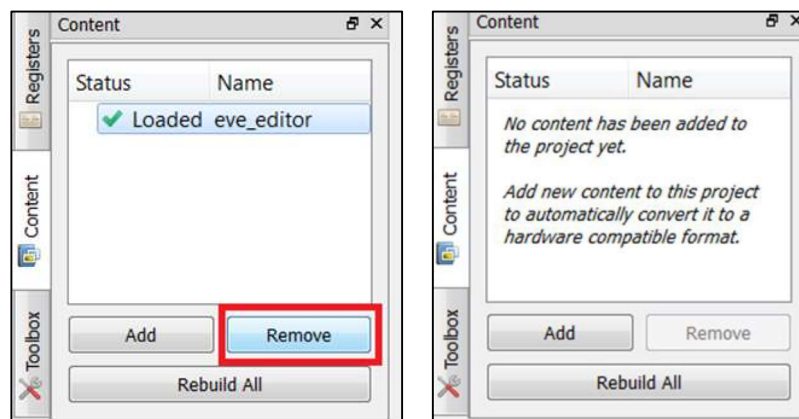 Content
Registers
Content
Toolbox
Status Name
Loaded eve_editor
Add Remove
Rebuild All
Content
Registers
Content
Toolbox
Status Name
No content has been added to
the project yet.
Add new content to this project
to automatically convert it to a
hardware compatible format.
Add Remove
Rebuild All